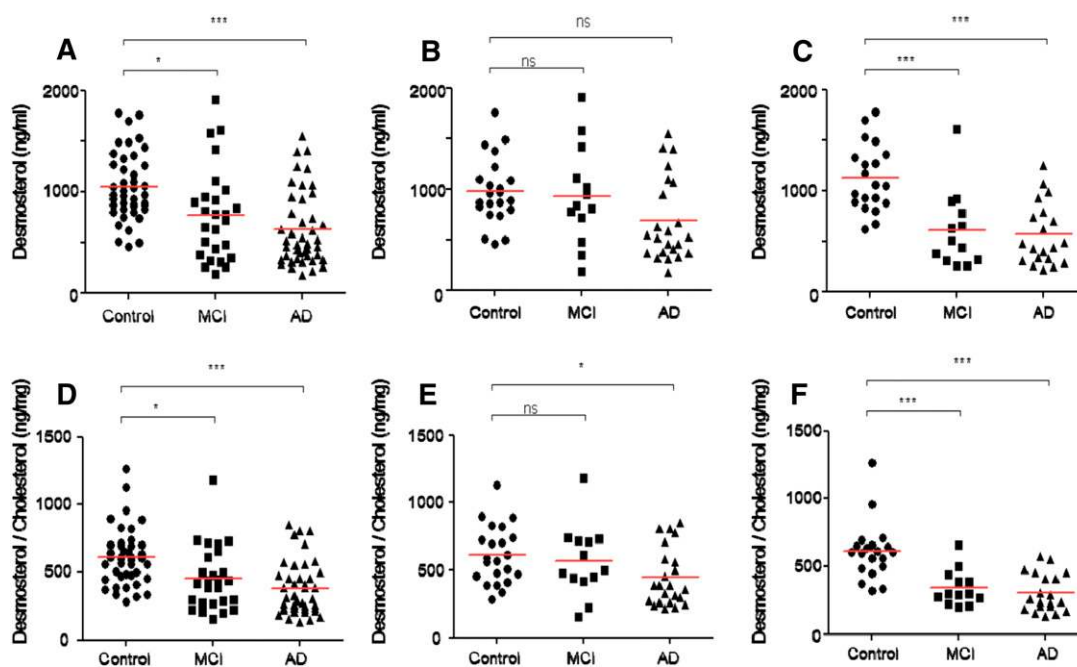 A
***
*
Desmosterol (ng/ml)
2000
1000
0
Control MCI AD
B
ns
ns
Desmosterol (ng/ml)
2000
1000
0
Control MCI AD
C
***
***
Desmosterol (ng/ml)
2000
1000
0
Control MCI AD
D
***
*
Desmosterol / Cholesterol (ng/mg)
1500
1000
500
0
Control MCI AD
E
*
ns
Desmosterol / Cholesterol (ng/mg)
1500
1000
500
0
Control MCI AD
F
***
***
Desmosterol / Cholesterol (ng/mg)
1500
1000
500
0
Control MCI AD